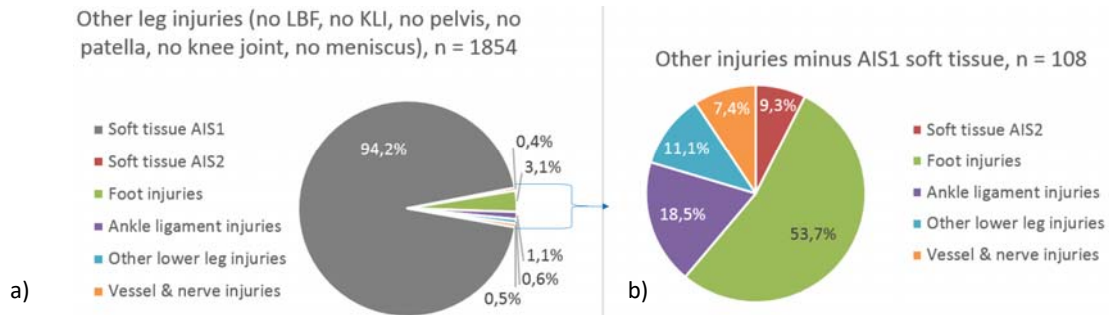 Other leg injuries (no LBF, no KLI, no pelvis, no
patella, no knee joint, no meniscus), n = 1854
Soft tissue AIS1
Soft tissue AIS2
Foot injuries
Ankle ligament injuries
Other lower leg injuries
Vessel & nerve injuries
94,2%
0,4%
3,1%
1,1%
0,6%
0,5%
a)
Other injuries minus AIS1 soft tissue, n = 108
7,4%
9,3%
11,1%
18,5%
53,7%
Soft tissue AIS2
Foot injuries
Ankle ligament injuries
Other lower leg injuries
Vessel & nerve injuries
b)